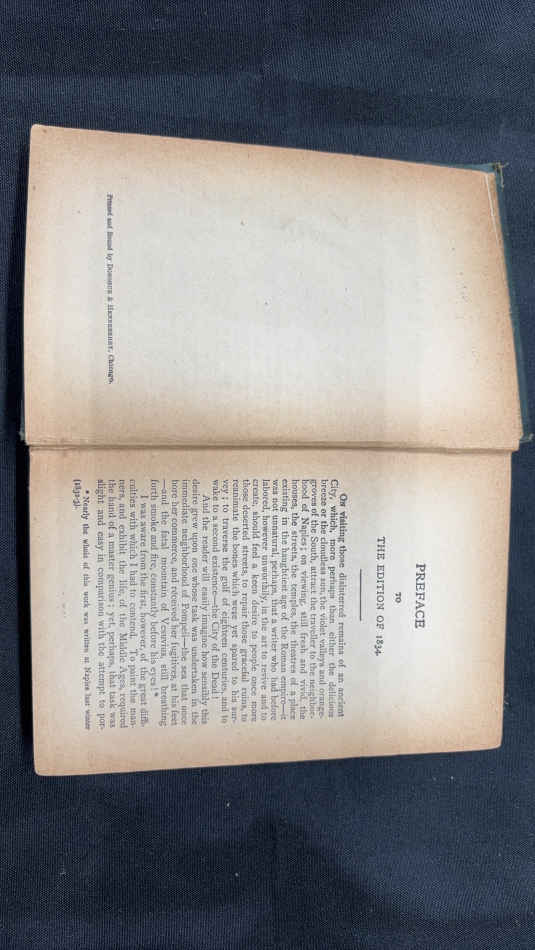 Printed and Bound by DONOHUE & HENNEBERRY, Chicago.
PREFACE
TO
THE EDITION OF 1834.
On visiting those disinterred remains of an ancient
City, which, more perhaps than either the delicious
breeze or the cloudless sun, the violet valleys and orange-
groves of the South, attract the traveller to the neighbor-
hood of Naples; on viewing, still fresh and vivid, the
houses, the streets, the temples, the theatres of a place
existing in the haughtiest age of the Roman empire—it
was not unnatural, perhaps, that a writer who had before
labored, however unworthily, in the art to revive and to
create, should feel a keen desire to people once more
those deserted streets, to repair those graceful ruins, to
reanimate the bones which were yet spared to his sur-
vey; to traverse the gulf of eighteen centuries, and to
wake to a second existence—the City of the Dead!
And the reader will easily imagine how sensibly this
desire grew upon one whose task was undertaken in the
immediate neighborhood of Pompeii—the sea that once
bore her commerce, and received her fugitives, at his feet
—and the fatal mountain of Vesuvius, still breathing
forth smoke and fire, constantly before his eyes!*
I was aware from the first, however, of the great diffi-
culties with which I had to contend. To paint the man-
ners, and exhibit the life, of the Middle Ages, required
the hand of a master genius; yet, perhaps, that task was
slight and easy in comparison with the attempt to por-
* Nearly the whole of this work was written at Naples last winter
(1832-3).